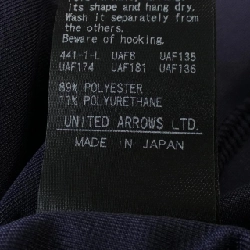 its shape and hang dry.
Wash it separately from
the others.
Beware of hooking.
441-1-L UAF8 UAF135
UAF174 UAF181 UAF136
89% POLYESTER
11% POLYURETHANE
UNITED ARROWS LTD.
MADE IN JAPAN